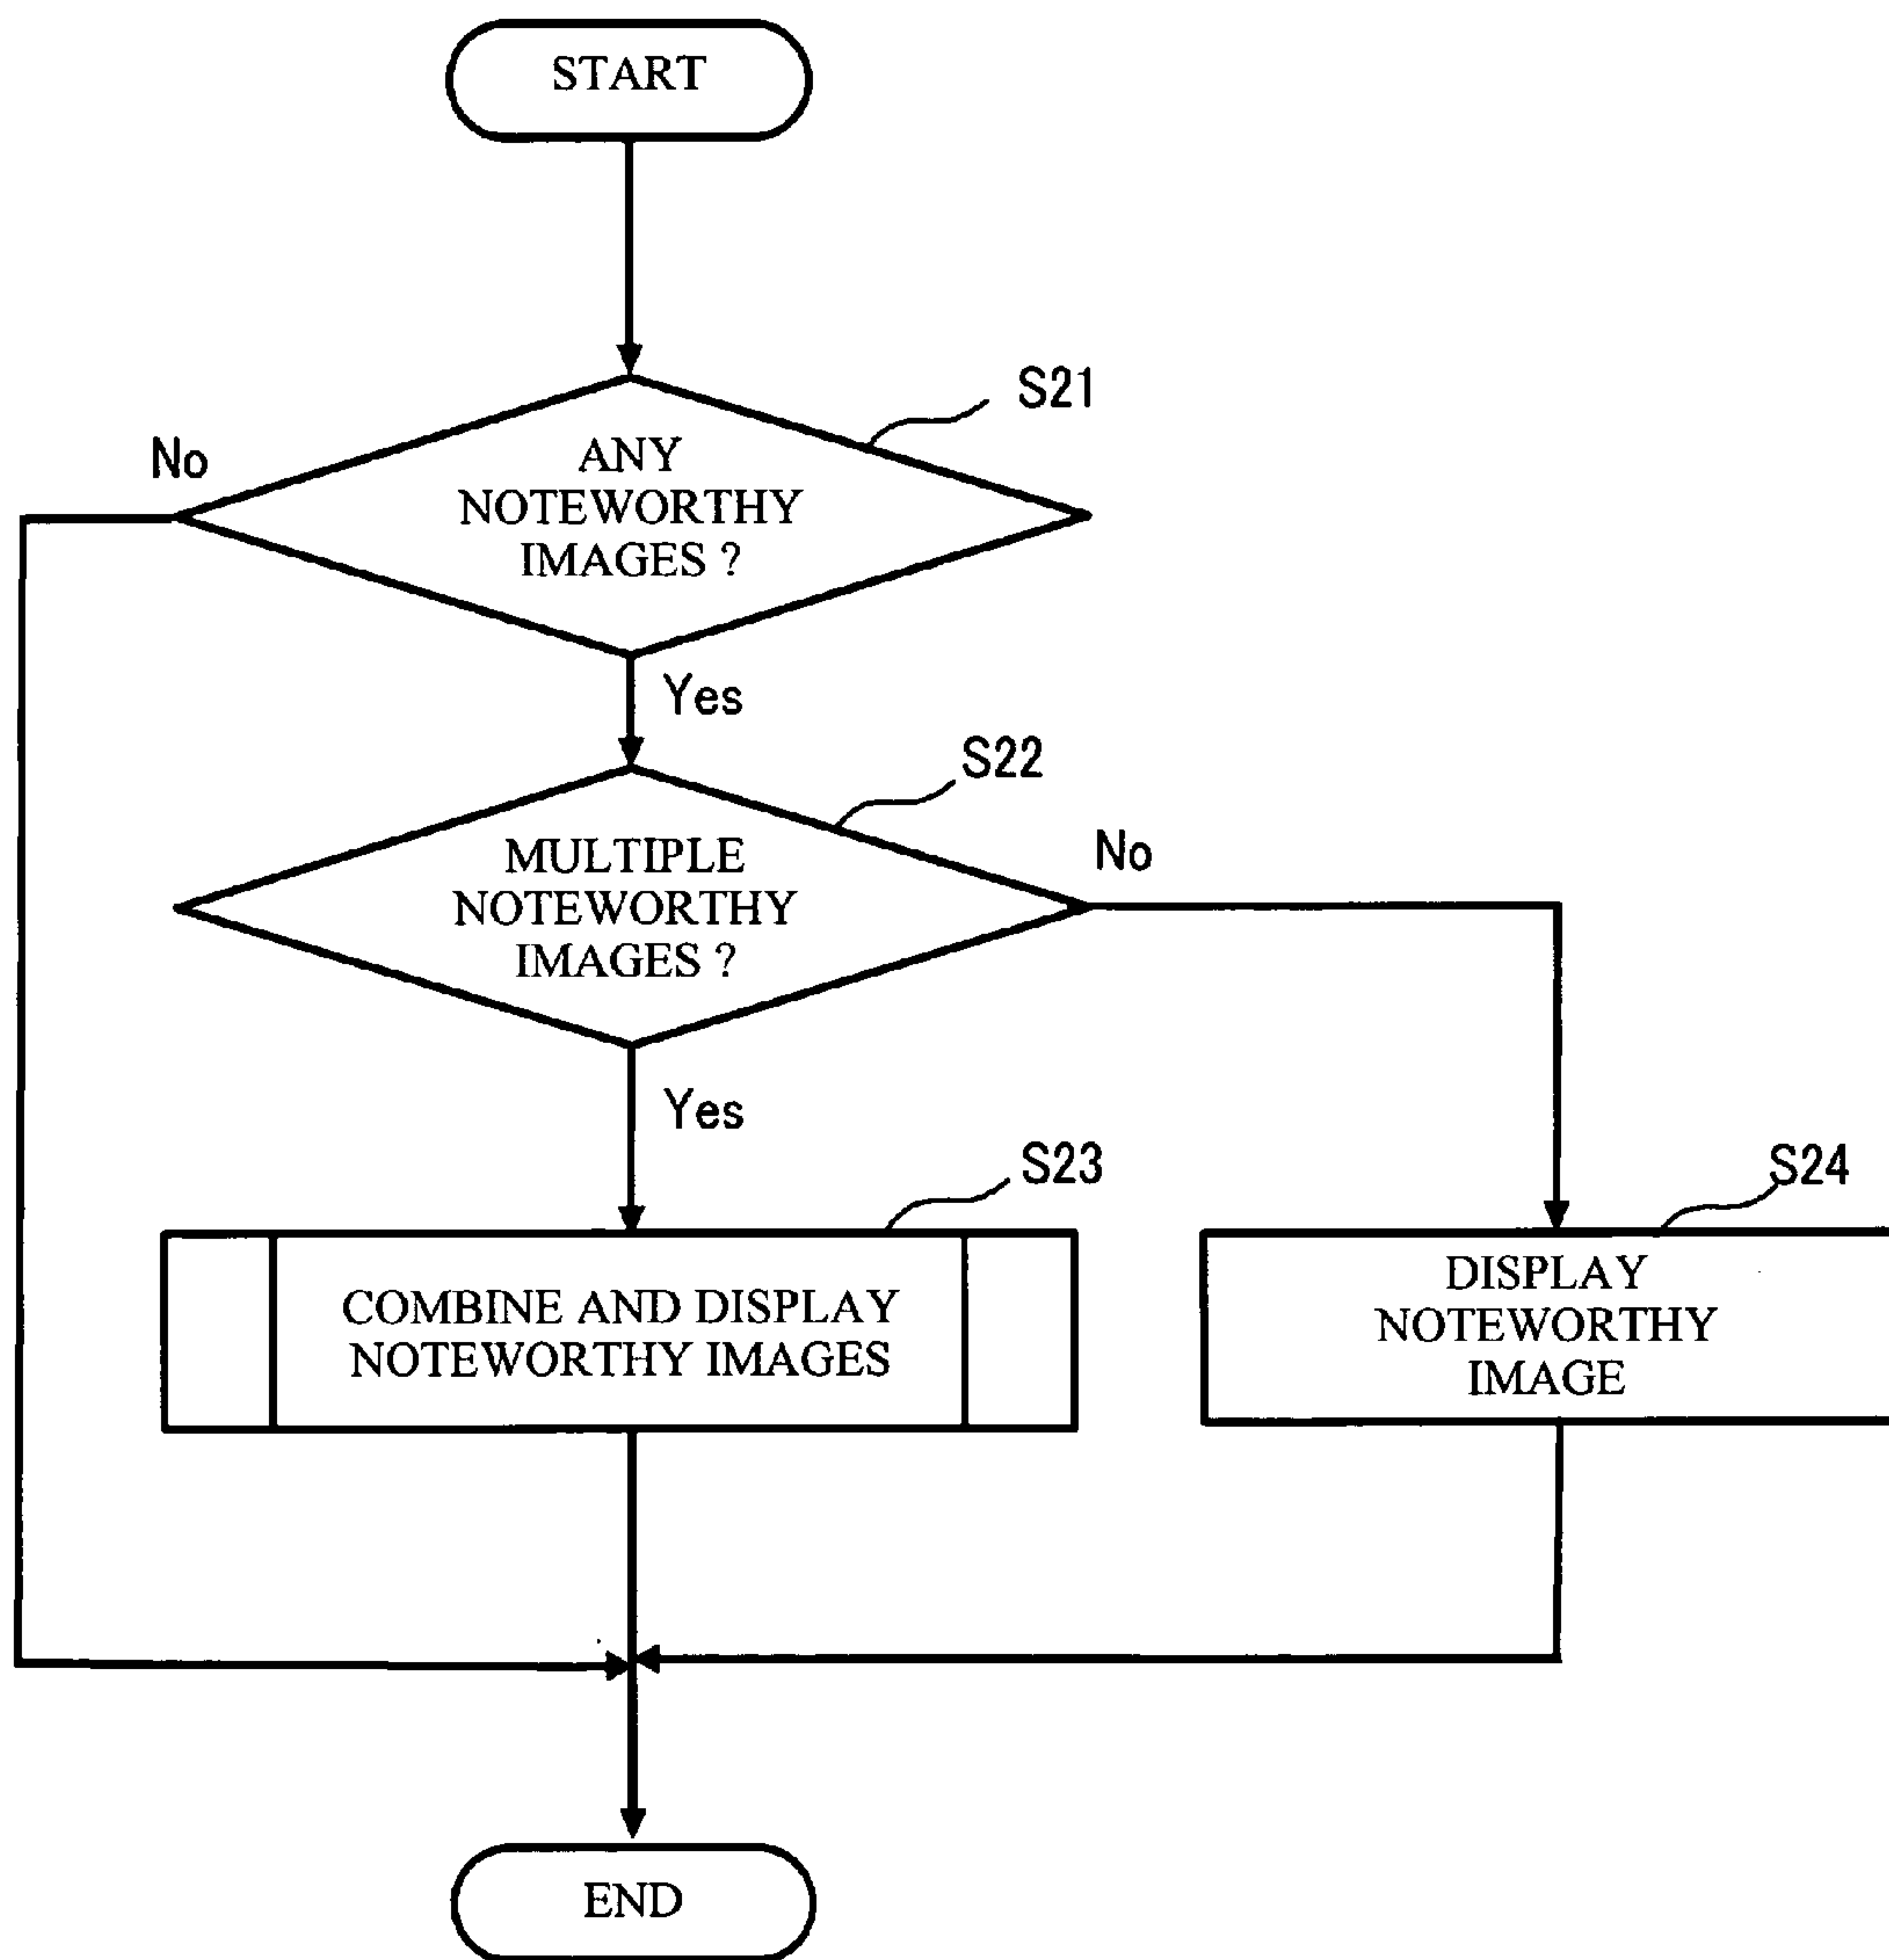 START
S21
No
ANY
NOTEWORTHY
IMAGES ?
Yes
S22
No
MULTIPLE
NOTEWORTHY
IMAGES ?
Yes
S23
S24
COMBINE AND DISPLAY
NOTEWORTHY IMAGES
DISPLAY
NOTEWORTHY
IMAGE
END